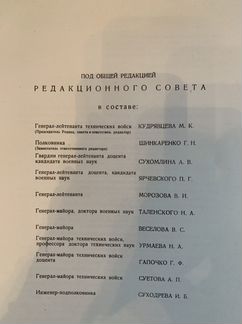 ПОД ОБЩЕЙ РЕДАКЦИЕЙ
РЕДАКЦИОННОГО СОВЕТА
в составе:
Генерал-лейтенанта технических войск КУДРЯВЦЕВА М. К.
(Председатель Редакц. совета и ответствен. редактор)
Полковника ШИНКАРЕНКО Г. Н.
(Заместитель ответственного редактора)
Гвардии генерал-лейтенанта доцента
кандидата военных наук СУХОМЛИНА А. В.
Генерал-лейтенанта доцента, кандидата
военных наук ЯРЧЕВСКОГО П. Г.
Генерал-лейтенанта МОРОЗОВА В. И.
Генерал-майора, доктора военных наук ТАЛЕНСКОГО Н. А.
Генерал-майора ВЕСЕЛОВА В. С.
Генерал-майора технических войск,
профессора доктора технических наук УРМАЕВА Н. А.
Генерал-майора технических войск
доцента ГАПОЧКО Г. Ф.
Генерал-майора технических войск СУЕТОВА А. П.
Инженер-подполковника СУХОДРЕВА И. Б.